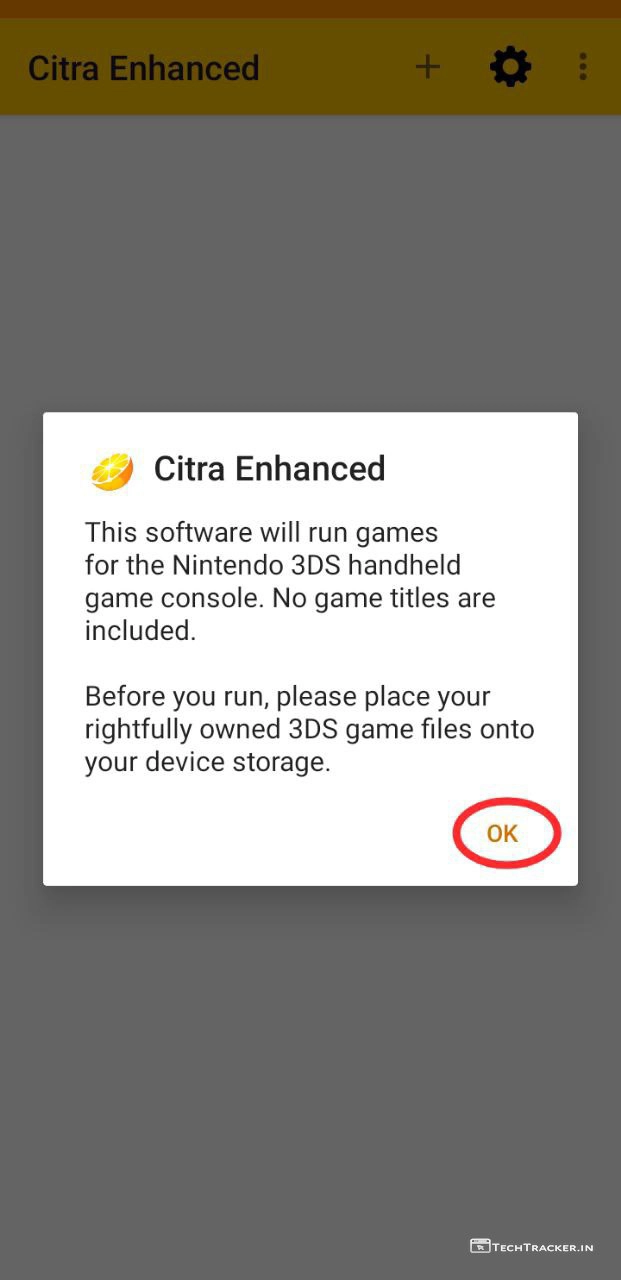 Citra Enhanced
Citra Enhanced
This software will run games
for the Nintendo 3DS handheld
game console. No game titles are
included.
Before you run, please place your
rightfully owned 3DS game files onto
your device storage.
OK
TECHTRACKER.IN